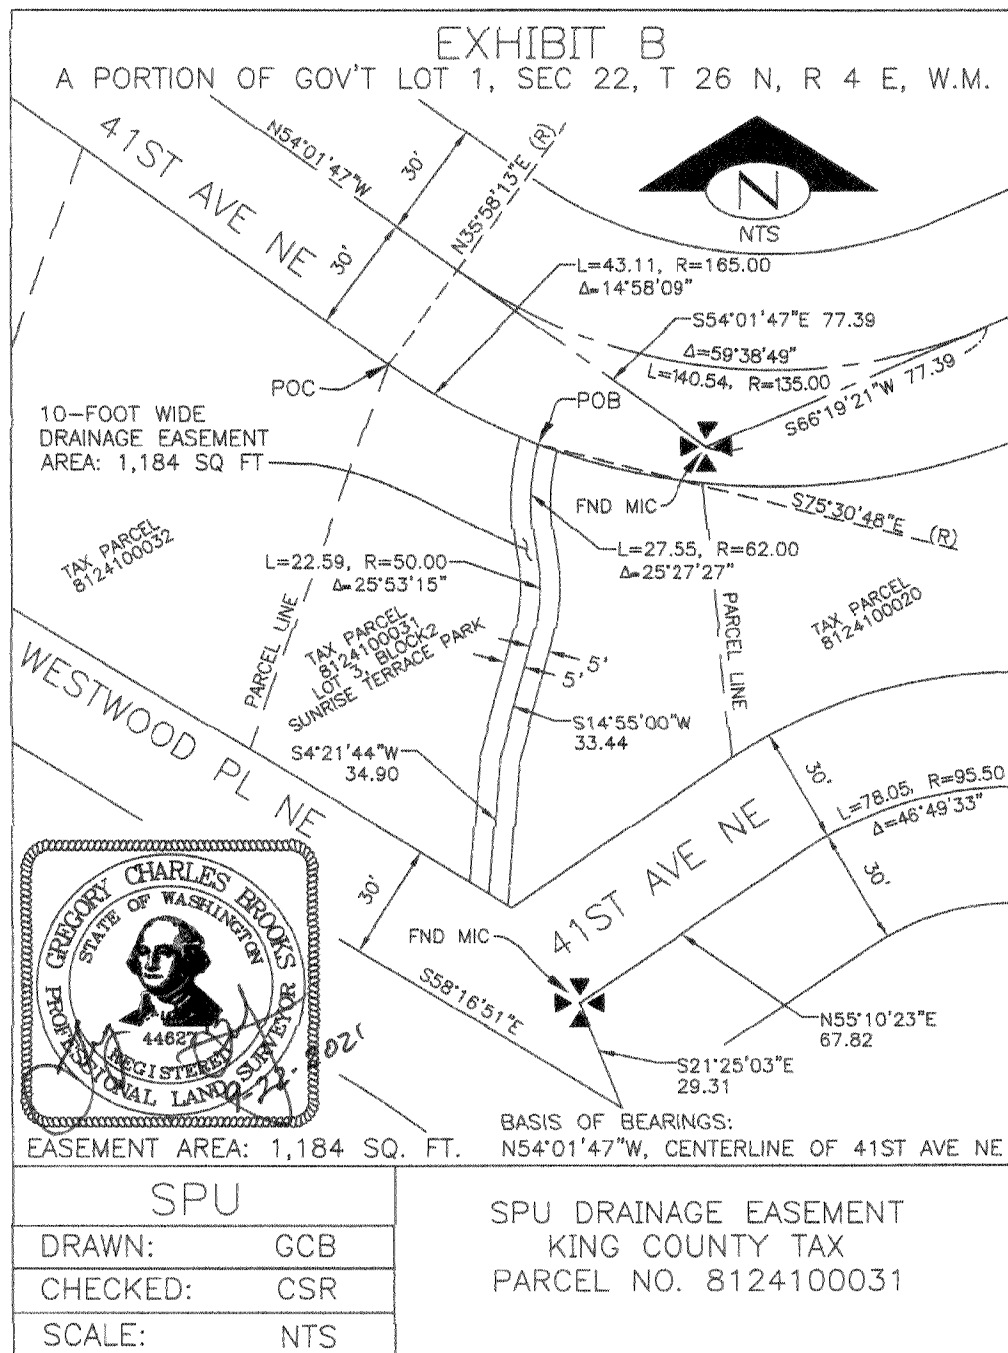 EXHIBIT B
A PORTION OF GOV'T LOT 1, SEC 22, T 26 N, R 4 E, W.M.
41ST AVE NE
N54°01'47"W
30'
30'
N35°58'13"E (R)
N
NTS
L=43.11, R=165.00
Δ=14°58'09"
S54°01'47"E 77.39
Δ=59°38'49"
L=140.54, R=135.00
S66°19'21"W 77.39
POC
POB
10-FOOT WIDE
DRAINAGE EASEMENT
AREA: 1,184 SQ FT
FND MIC
S75°30'48"E (R)
TAX PARCEL
8124100032
L=22.59, R=50.00
Δ=25°53'15"
L=27.55, R=62.00
Δ=25°27'27"
TAX PARCEL
8124100020
PARCEL LINE
TAX PARCEL
8124100031
LOT 3, BLOCK2
SUNRISE TERRACE PARK
PARCEL LINE
5'
5'
WESTWOOD PL NE
S14°55'00"W
33.44
S4°21'44"W
34.90
30'
L=78.05, R=95.50
Δ=46°49'33"
30'
41ST AVE NE
30'
FND MIC
S58°16'51"E
N55°10'23"E
67.82
S21°25'03"E
29.31
GREGORY CHARLES BROOKS
STATE OF WASHINGTON
44627
REGISTERED
PROFESSIONAL LAND SURVEYOR
BASIS OF BEARINGS:
EASEMENT AREA: 1,184 SQ. FT.
N54°01'47"W, CENTERLINE OF 41ST AVE NE
SPU
DRAWN: GCB
CHECKED: CSR
SCALE: NTS
SPU DRAINAGE EASEMENT
KING COUNTY TAX
PARCEL NO. 8124100031